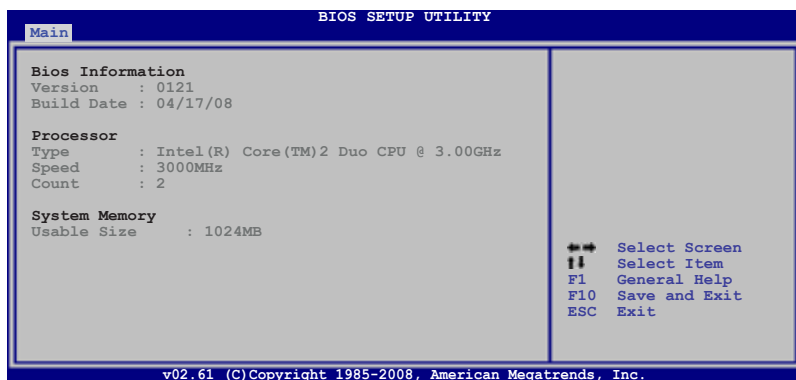 BIOS SETUP UTILITY
Main
Bios Information
Version : 0121
Build Date : 04/17/08
Processor
Type : Intel(R) Core(TM)2 Duo CPU @ 3.00GHz
Speed : 3000MHz
Count : 2
System Memory
Usable Size : 1024MB
←→ Select Screen
↑↓ Select Item
F1 General Help
F10 Save and Exit
ESC Exit
v02.61 (C)Copyright 1985-2008, American Megatrends, Inc.